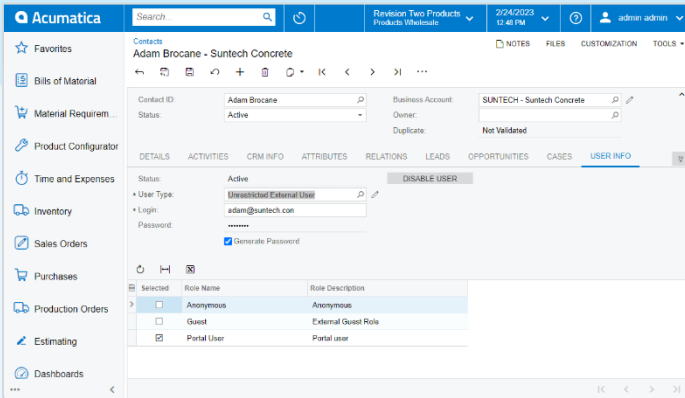 Acumatica
Search...
Revision Two Products
Products Wholesale
2/24/2023
12:46 PM
admin admin
Favorites
Bills of Material
Material Requirem...
Product Configurator
Time and Expenses
Inventory
Sales Orders
Purchases
Production Orders
Estimating
Dashboards
Contacts
Adam Brocane - Suntech Concrete
NOTES FILES CUSTOMIZATION TOOLS
Contact ID: Adam Brocane
Business Account: SUNTECH - Suntech Concrete
Status: Active
Owner:
Duplicate: Not Validated
DETAILS ACTIVITIES CRM INFO ATTRIBUTES RELATIONS LEADS OPPORTUNITIES CASES USER INFO
Status: Active
DISABLE USER
* User Type: Unrestricted External User
* Login: adam@suntech.con
Password: ••••••••
Generate Password
Selected Role Name Role Description
Anonymous Anonymous
Guest External Guest Role
Portal User Portal user